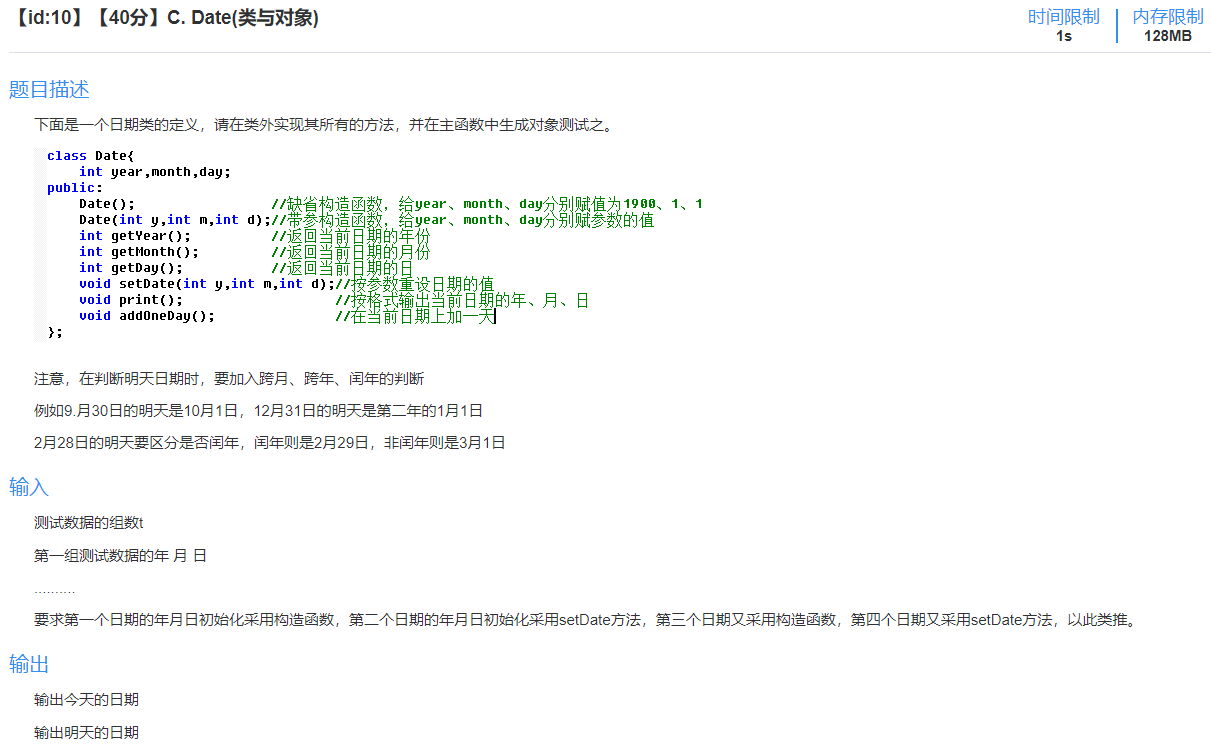 【id:10】【40分】C. Date(类与对象)
时间限制
1s
内存限制
128MB
题目描述
下面是一个日期类的定义，请在类外实现其所有的方法，并在主函数中生成对象测试之。
class Date{
int year,month,day;
public:
Date(); //缺省构造函数，给year、month、day分别赋值为1900、1、1
Date(int y,int m,int d);//带参构造函数，给year、month、day分别赋参数的值
int getYear(); //返回当前日期的年份
int getMonth(); //返回当前日期的月份
int getDay(); //返回当前日期的日
void setDate(int y,int m,int d);//按参数重设日期的值
void print(); //按格式输出当前日期的年、月、日
void addOneDay(); //在当前日期上加一天
};
注意，在判断明天日期时，要加入跨月、跨年、闰年的判断
例如9.月30日的明天是10月1日，12月31日的明天是第二年的1月1日
2月28日的明天要区分是否闰年，闰年则是2月29日，非闰年则是3月1日
输入
测试数据的组数t
第一组测试数据的年 月 日
..........
要求第一个日期的年月日初始化采用构造函数，第二个日期的年月日初始化采用setDate方法，第三个日期又采用构造函数，第四个日期又采用setDate方法，以此类推。
输出
输出今天的日期
输出明天的日期